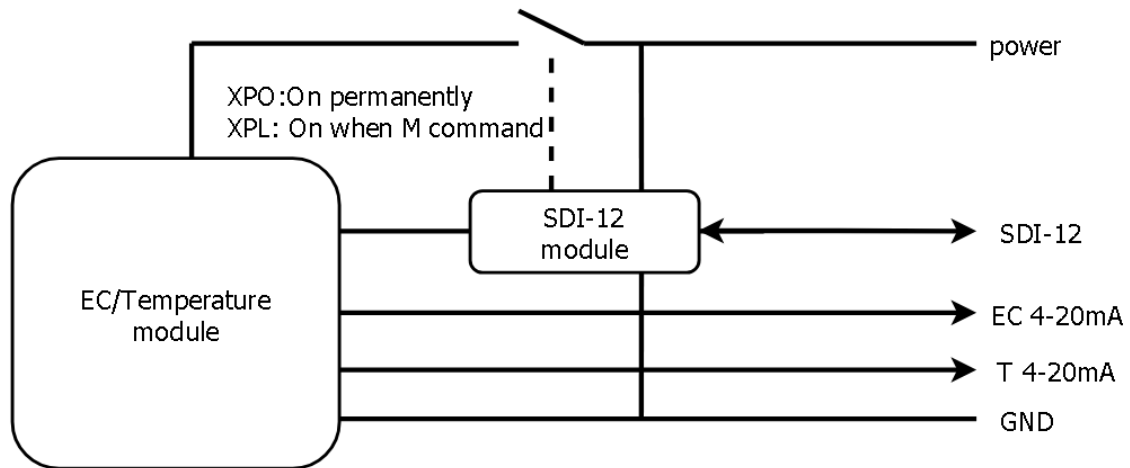 power
XPO:On permanently
XPL: On when M command
SDI-12
module
SDI-12
EC/Temperature
module
EC 4-20mA
T 4-20mA
GND